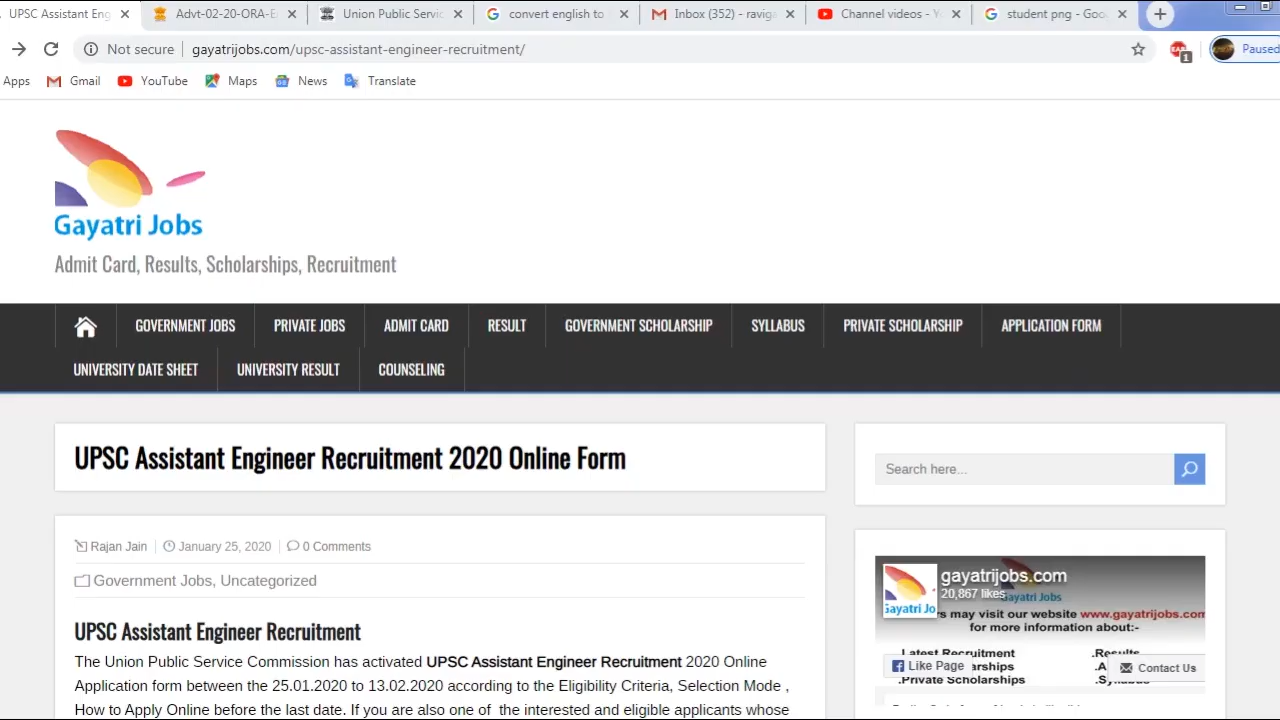 UPSC Assistant Eng
Advt-02-20-ORA-E
Union Public Servic
convert english to
Inbox (352) - raviga
Channel videos - Y
student png - Goo
Not secure
gayatrijobs.com/upsc-assistant-engineer-recruitment/
1
Paused
Apps
Gmail
YouTube
Maps
News
Translate
Gayatri Jobs
Admit Card, Results, Scholarships, Recruitment
GOVERNMENT JOBS
PRIVATE JOBS
ADMIT CARD
RESULT
GOVERNMENT SCHOLARSHIP
SYLLABUS
PRIVATE SCHOLARSHIP
APPLICATION FORM
UNIVERSITY DATE SHEET
UNIVERSITY RESULT
COUNSELING
UPSC Assistant Engineer Recruitment 2020 Online Form
Rajan Jain
January 25, 2020
0 Comments
Government Jobs, Uncategorized
UPSC Assistant Engineer Recruitment
The Union Public Service Commission has activated UPSC Assistant Engineer Recruitment 2020 Online
Application form between the 25.01.2020 to 13.02.2020 according to the Eligibility Criteria, Selection Mode ,
How to Apply Online before the last date. If you are also one of the interested and eligible applicants whose
Search here...
gayatrijobs.com
20,867 likes
Gayatri Jobs
rs may visit our website www.gayatrijobs.com
for more information about:-
Latest Recruitment
.Results
Like Page
arships
Contact Us
.Private Scholarships